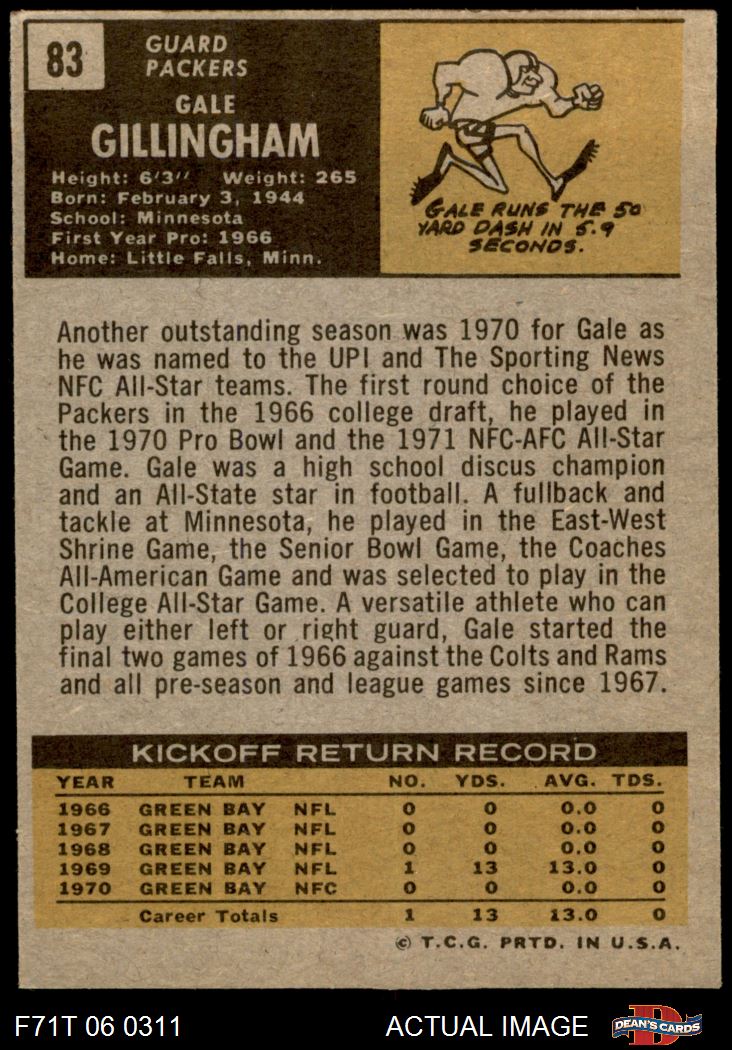 83
GUARD
PACKERS
GALE
GILLINGHAM
Height: 6'3" Weight: 265
Born: February 3, 1944
School: Minnesota
First Year Pro: 1966
Home: Little Falls, Minn.
GALE RUNS THE 50
YARD DASH IN 5.9
SECONDS.
Another outstanding season was 1970 for Gale as
he was named to the UPI and The Sporting News
NFC All-Star teams. The first round choice of the
Packers in the 1966 college draft, he played in
the 1970 Pro Bowl and the 1971 NFC-AFC All-Star
Game. Gale was a high school discus champion
and an All-State star in football. A fullback and
tackle at Minnesota, he played in the East-West
Shrine Game, the Senior Bowl Game, the Coaches
All-American Game and was selected to play in the
College All-Star Game. A versatile athlete who can
play either left or right guard, Gale started the
final two games of 1966 against the Colts and Rams
and all pre-season and league games since 1967.
KICKOFF RETURN RECORD
YEAR TEAM NO. YDS. AVG. TDS.
1966 GREEN BAY NFL 0 0 0.0 0
1967 GREEN BAY NFL 0 0 0.0 0
1968 GREEN BAY NFL 0 0 0.0 0
1969 GREEN BAY NFL 1 13 13.0 0
1970 GREEN BAY NFC 0 0 0.0 0
Career Totals 1 13 13.0 0
© T.C.G. PRTD. IN U.S.A.
F71T 06 0311 ACTUAL IMAGE D DEAN'S CARDS